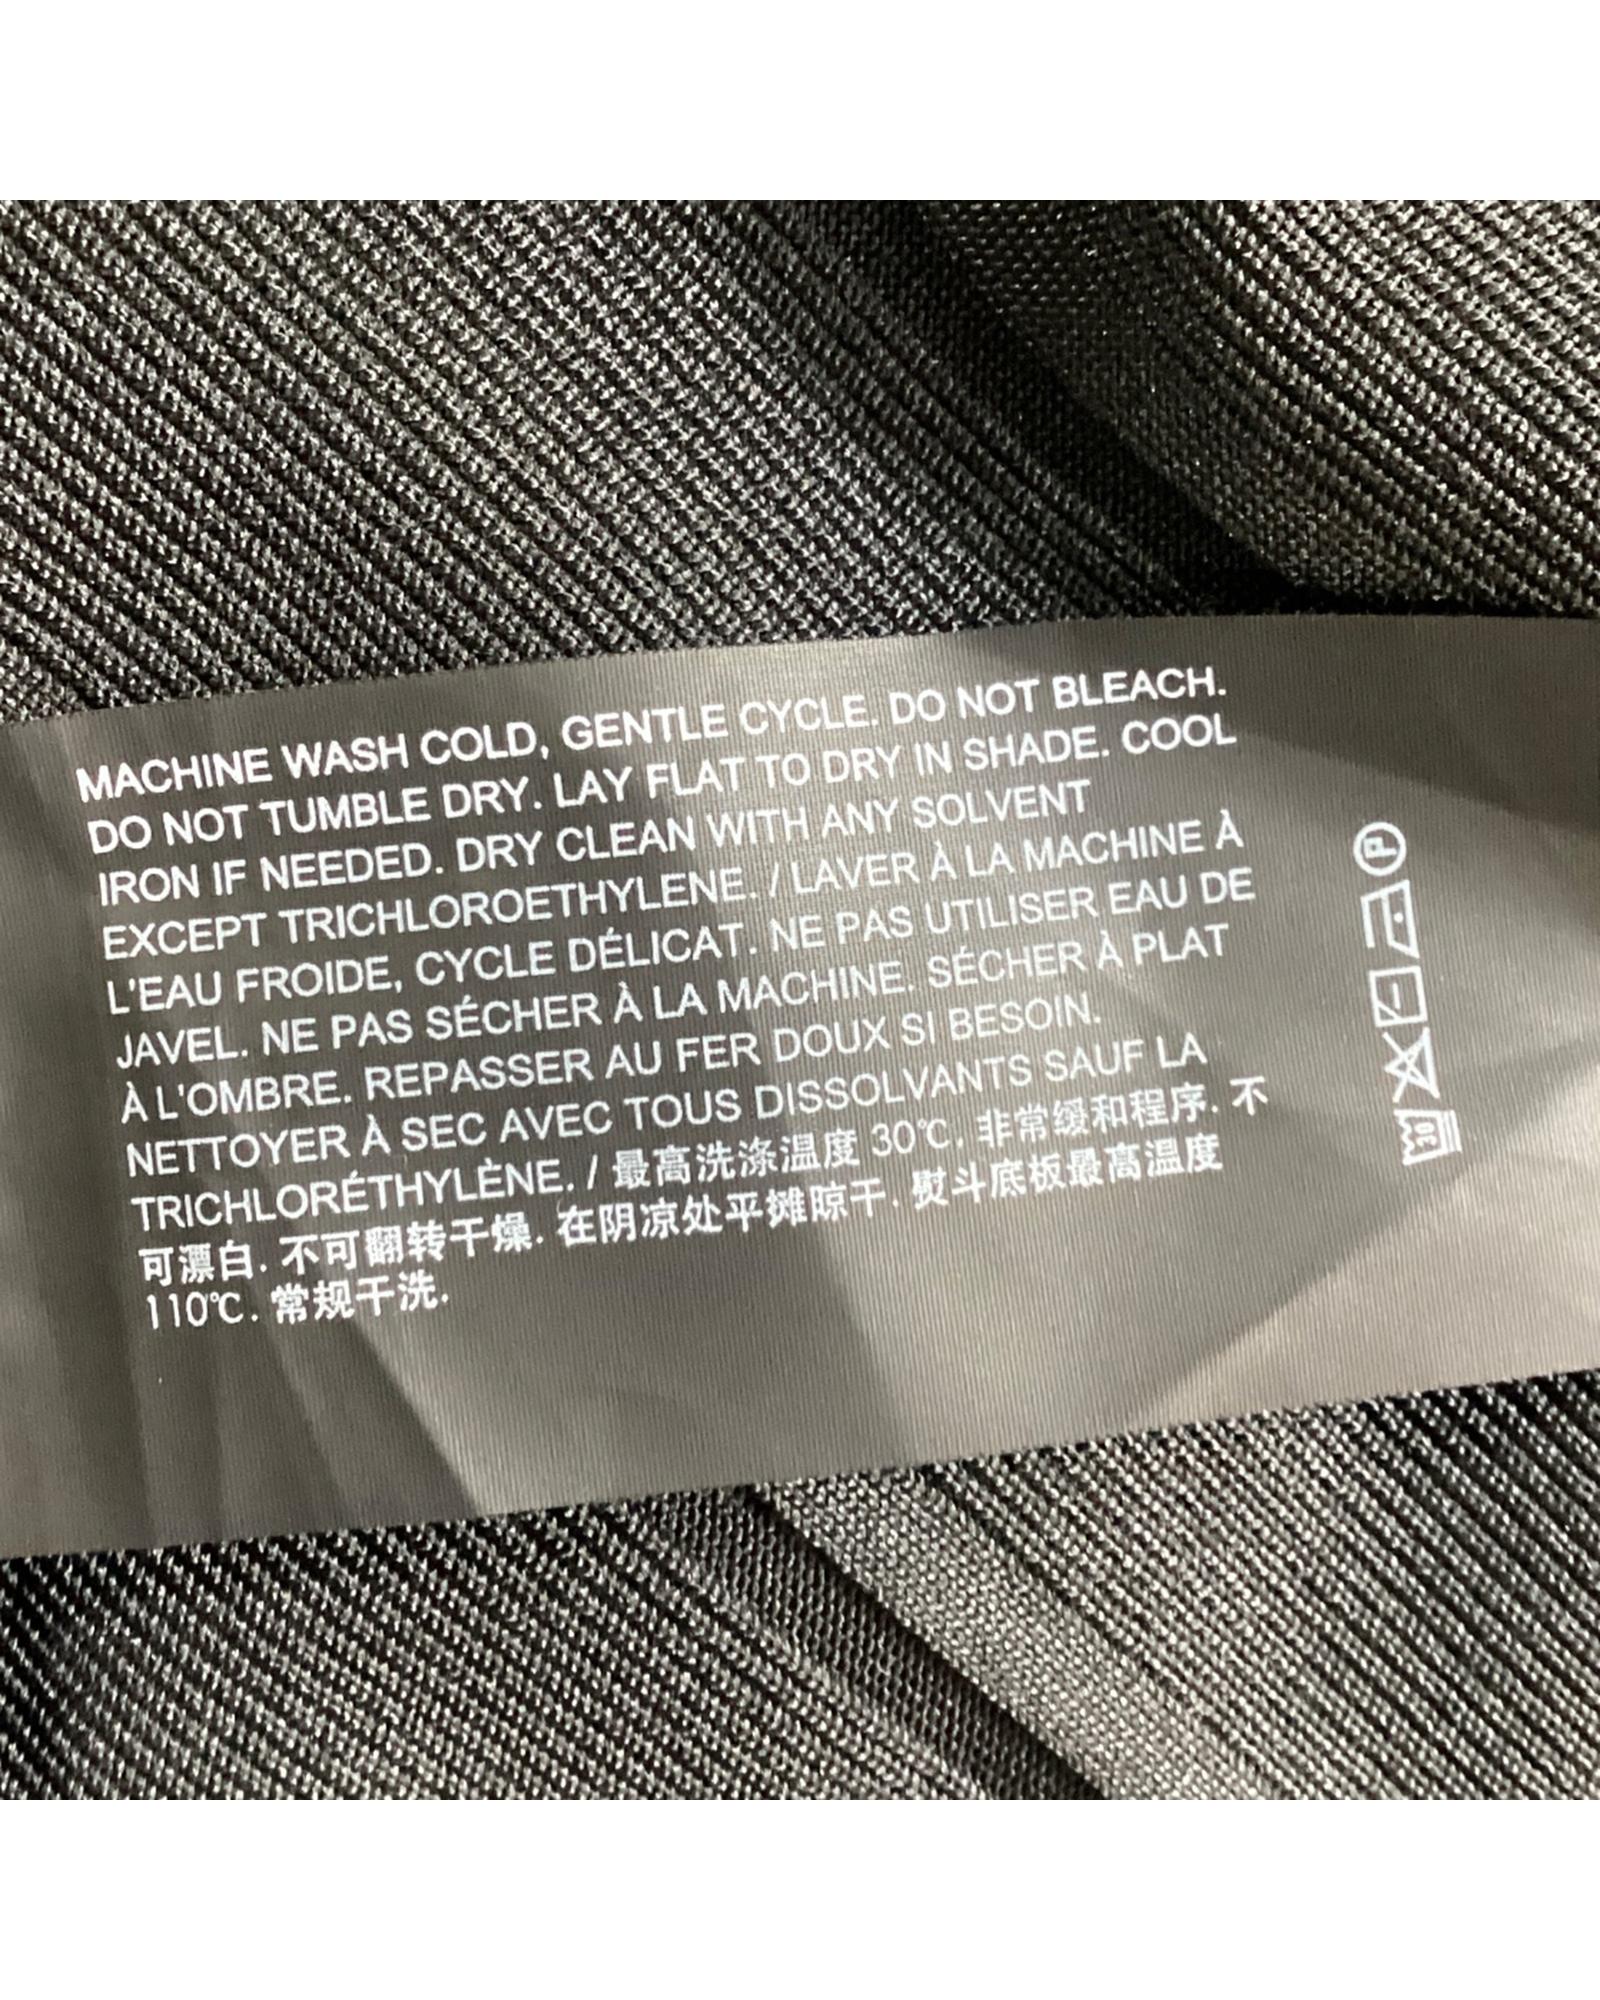 MACHINE WASH COLD, GENTLE CYCLE. DO NOT BLEACH.
DO NOT TUMBLE DRY. LAY FLAT TO DRY IN SHADE. COOL
IRON IF NEEDED. DRY CLEAN WITH ANY SOLVENT
EXCEPT TRICHLOROETHYLENE. / LAVER À LA MACHINE À
L'EAU FROIDE, CYCLE DÉLICAT. NE PAS UTILISER EAU DE
JAVEL. NE PAS SÉCHER À LA MACHINE. SÉCHER À PLAT
À L'OMBRE. REPASSER AU FER DOUX SI BESOIN.
NETTOYER À SEC AVEC TOUS DISSOLVANTS SAUF LA
TRICHLORÉTHYLÈNE. / 最高洗涤温度 30℃. 非常缓和程序. 不
可漂白. 不可翻转干燥. 在阴凉处平摊晾干. 熨斗底板最高温度
110℃. 常规干洗.
P
30